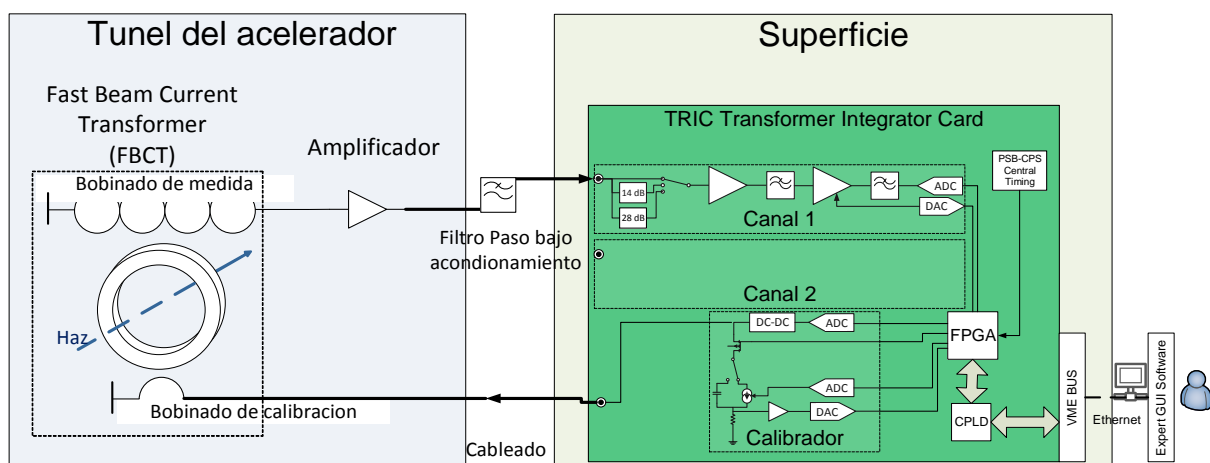 Tunel del acelerador
Fast Beam Current
Transformer
(FBCT)
Bobinado de medida
Amplificador
Haz
Bobinado de calibracion
Filtro Paso bajo
acondionamiento
Cableado
Superficie
TRIC Transformer Integrator Card
14 dB
28 dB
ADC
DAC
Canal 1
PSB-CPS
Central
Timing
Canal 2
DC-DC
ADC
FPGA
ADC
DAC
Calibrador
CPLD
VME BUS
Ethernet
Expert GUI Software